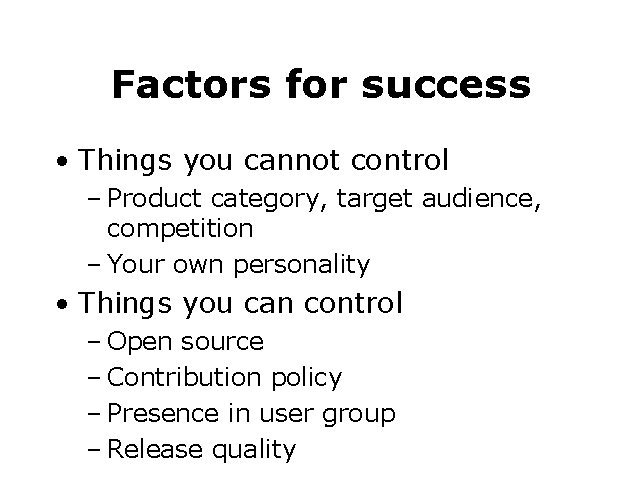 Factors for success
• Things you cannot control
– Product category, target audience,
competition
– Your own personality
• Things you can control
– Open source
– Contribution policy
– Presence in user group
– Release quality